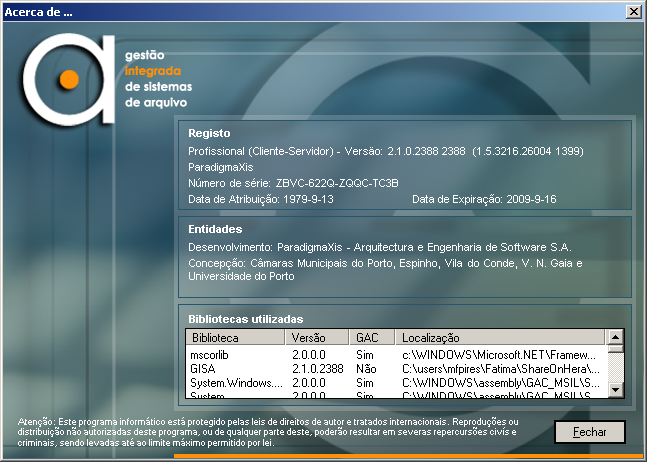 Acerca de ...
gestão
integrada
de sistemas
de arquivo
Registo
Profissional (Cliente-Servidor) - Versão: 2.1.0.2388 2388 (1.5.3216.26004 1399)
ParadigmaXis
Número de série: ZBVC-622Q-ZQQC-TC3B
Data de Atribuição: 1979-9-13 Data de Expiração: 2009-9-16
Entidades
Desenvolvimento: ParadigmaXis - Arquitectura e Engenharia de Software S.A.
Concepção: Câmaras Municipais do Porto, Espinho, Vila do Conde, V. N. Gaia e
Universidade do Porto
Bibliotecas utilizadas
Biblioteca Versão GAC Localização
mscorlib 2.0.0.0 Sim c:\WINDOWS\Microsoft.NET\Framew...
GISA 2.1.0.2388 Não C:\users\mfpires\Fatima\ShareOnHera\...
System.Windows.... 2.0.0.0 Sim C:\WINDOWS\assembly\GAC_MSIL\S...
System 2.0.0.0 Sim C:\WINDOWS\assembly\GAC_MSIL\S...
Atenção: Este programa informático está protegido pelas leis de direitos de autor e tratados internacionais. Reproduções ou
distribuição não autorizadas deste programa, ou de qualquer parte deste, poderão resultar em severas repercursões civis e
criminais, sendo levadas até ao limite máximo permitido por lei.
Fechar